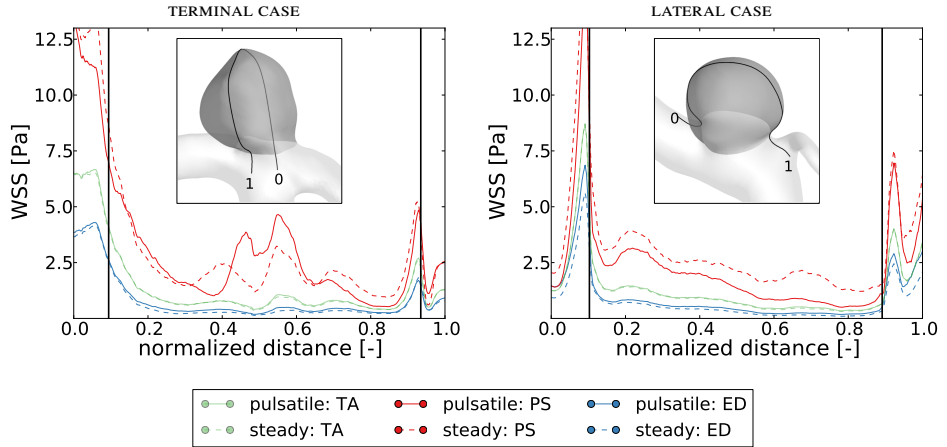 TERMINAL CASE
LATERAL CASE
WSS [Pa]
12.5
10.0
7.5
5.0
2.5
0.0 0.2 0.4 0.6 0.8 1.0
normalized distance [-]
1 0
WSS [Pa]
12.5
10.0
7.5
5.0
2.5
0.0 0.2 0.4 0.6 0.8 1.0
normalized distance [-]
0
1
pulsatile: TA pulsatile: PS pulsatile: ED
steady: TA steady: PS steady: ED